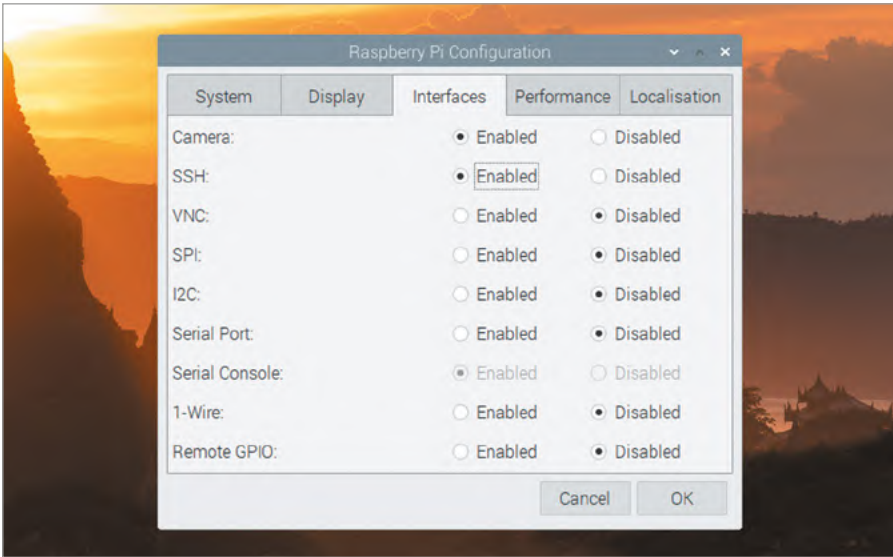 Raspberry Pi Configuration
System Display Interfaces Performance Localisation
Camera: Enabled Disabled
SSH: Enabled Disabled
VNC: Enabled Disabled
SPI: Enabled Disabled
I2C: Enabled Disabled
Serial Port: Enabled Disabled
Serial Console: Enabled Disabled
1-Wire: Enabled Disabled
Remote GPIO: Enabled Disabled
Cancel OK